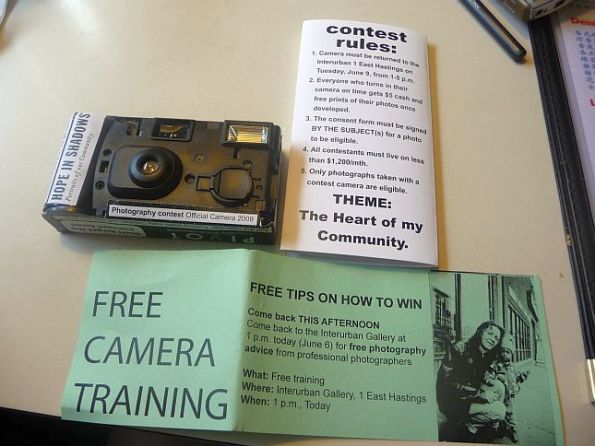 contest
rules:
1. Camera must be returned to the
Interurban 1 East Hastings on
Tuesday, June 9, from 1-5 p.m.
2. Everyone who turns in their
camera on time gets $5 cash and
free prints of their photos once
developed.
3. The consent form must be signed
BY THE SUBJECT(s) for a photo
to be eligible.
4. All contestants must live on less
than $1,200/mth.
5. Only photographs taken with a
contest camera are eligible.
THEME:
The Heart of my
Community.
HOPE IN SHADOWS
Portraits of our Community
Photography contest Official Camera 2009
PIVOT
FREE
CAMERA
TRAINING
FREE TIPS ON HOW TO WIN
Come back THIS AFTERNOON
Come back to the Interurban Gallery at
1 p.m. today (June 6) for free photography
advice from professional photographers
What: Free training
Where: Interurban Gallery, 1 East Hastings
When: 1 p.m., Today